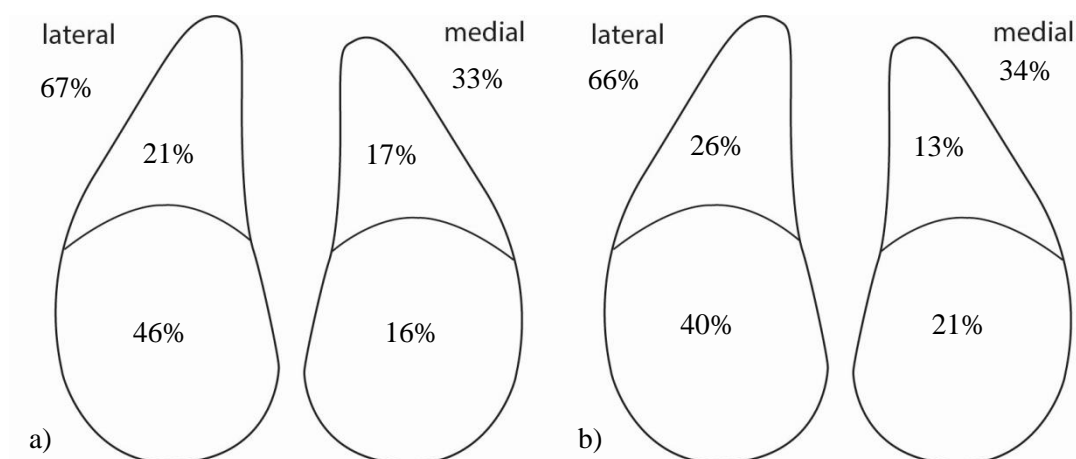 lateral
67%
21%
46%
medial
33%
17%
16%
a)
lateral
66%
26%
40%
medial
34%
13%
21%
b)